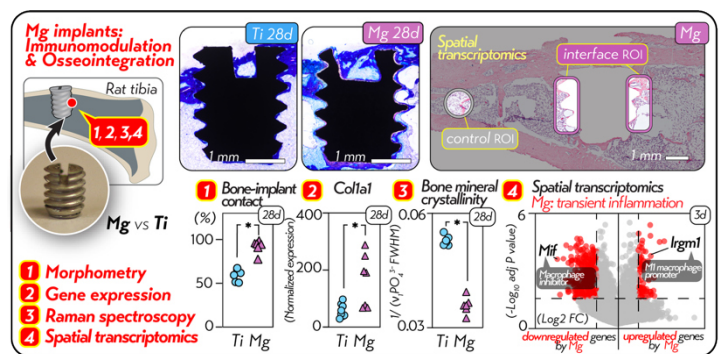 Mg implants:
Immunomodulation
& Osseointegration
Rat tibia
1, 2, 3,4
Mg vs Ti
1 Morphometry
2 Gene expression
3 Raman spectroscopy
4 Spatial transcriptomics
Ti 28d
1 mm
Mg 28d
1 mm
Spatial
transcriptomics
interface ROI
Mg
control ROI
1 mm
1 Bone-implant
contact
28d
(%)
100
50
0
*
Ti Mg
2 Col1a1
28d
(Normalized expression)
400
200
0
*
Ti Mg
3 Bone mineral
crystallinity
28d
1/ (ν₁PO₄³⁻ FWHM)
0.06
0.03
*
Ti Mg
4 Spatial transcriptomics
Mg: transient inflammation
3d
(-Log₁₀ adj P value)
6
0
Mif
Macrophage
inhibitor
Irgm1
M1 macrophage
promoter
(Log2 FC)
downregulated genes
by Mg
upregulated genes
by Mg